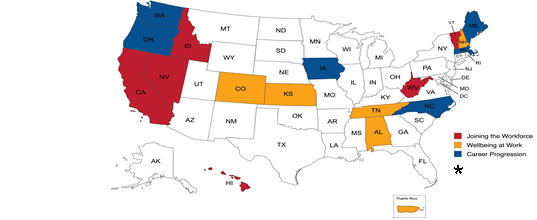 WA
OR
ID
CA
NV
MT
WY
UT
AZ
CO
NM
ND
SD
NE
KS
OK
TX
MN
IA
MO
AR
LA
WI
IL
MI
IN
OH
KY
TN
MS
AL
GA
FL
SC
NC
VA
WV
PA
NY
VT
NH
ME
CT
RI
NJ
DE
MD
DC
AK
HI
Joining the Workforce
Wellbeing at Work
Career Progression
*
Puerto Rico